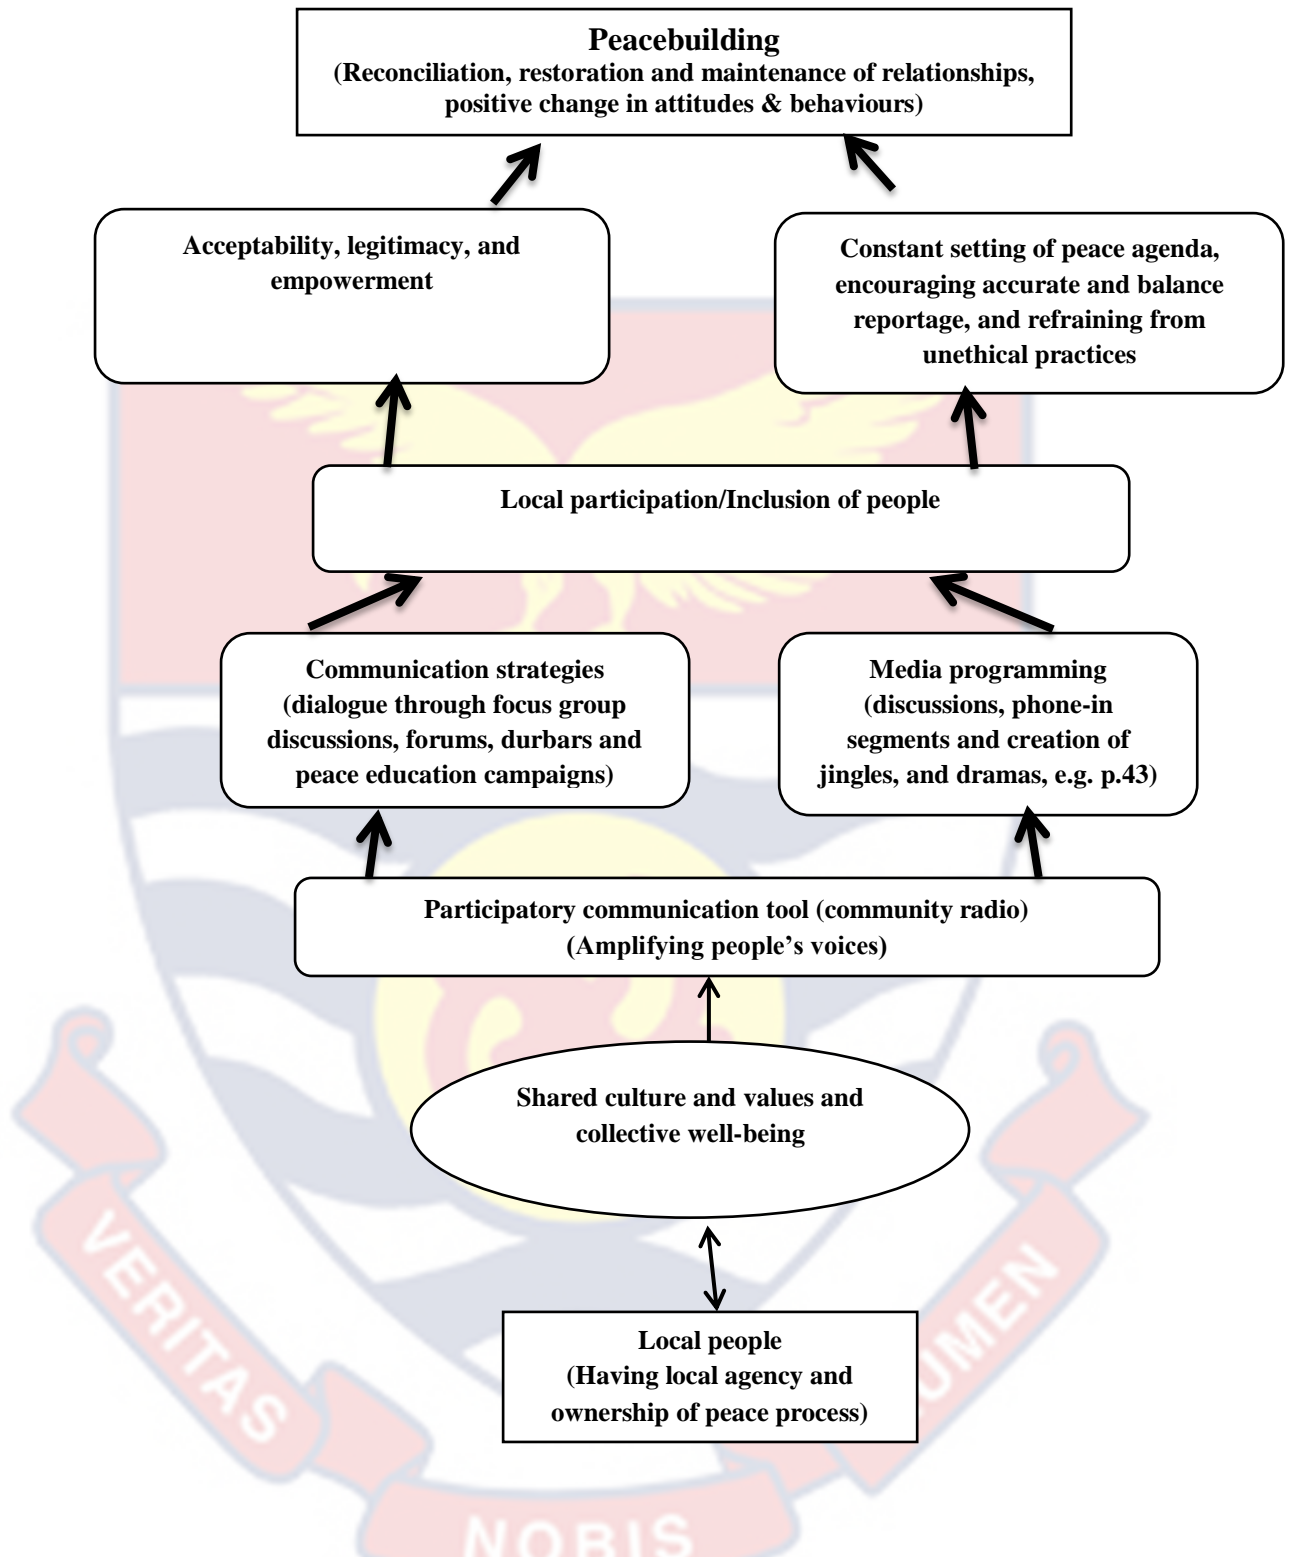 Peacebuilding
(Reconciliation, restoration and maintenance of relationships,
positive change in attitudes & behaviours)
Acceptability, legitimacy, and
empowerment
Constant setting of peace agenda,
encouraging accurate and balance
reportage, and refraining from
unethical practices
Local participation/Inclusion of people
Communication strategies
(dialogue through focus group
discussions, forums, durbars and
peace education campaigns)
Media programming
(discussions, phone-in
segments and creation of
jingles, and dramas, e.g. p.43)
Participatory communication tool (community radio)
(Amplifying people’s voices)
Shared culture and values and
collective well-being
Local people
(Having local agency and
ownership of peace process)
VERITAS
NOBIS